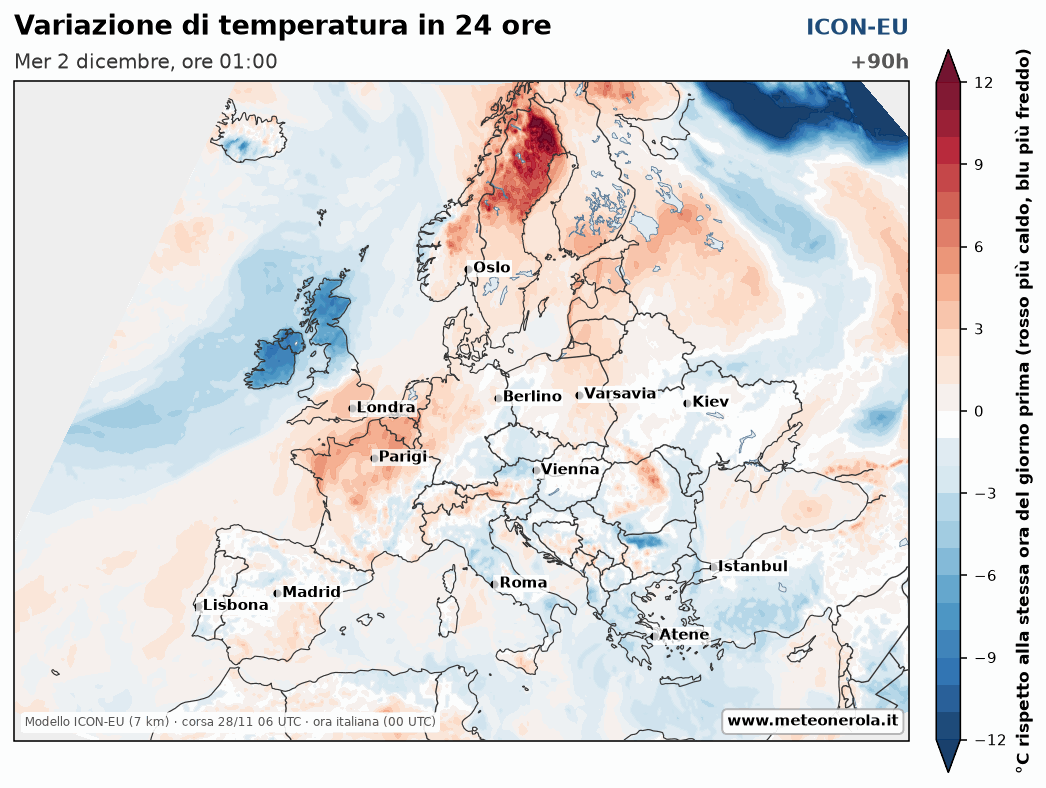 Variazione di temperatura in 24 ore
ICON-EU
Mer 2 dicembre, ore 01:00
+90h
Oslo
Londra
Berlino
Varsavia
Kiev
Parigi
Vienna
Istanbul
Roma
Madrid
Lisbona
Atene
Modello ICON-EU (7 km) · corsa 28/11 06 UTC · ora italiana (00 UTC)
www.meteonerola.it
12
9
6
3
0
−3
−6
−9
−12
°C rispetto alla stessa ora del giorno prima (rosso più caldo, blu più freddo)